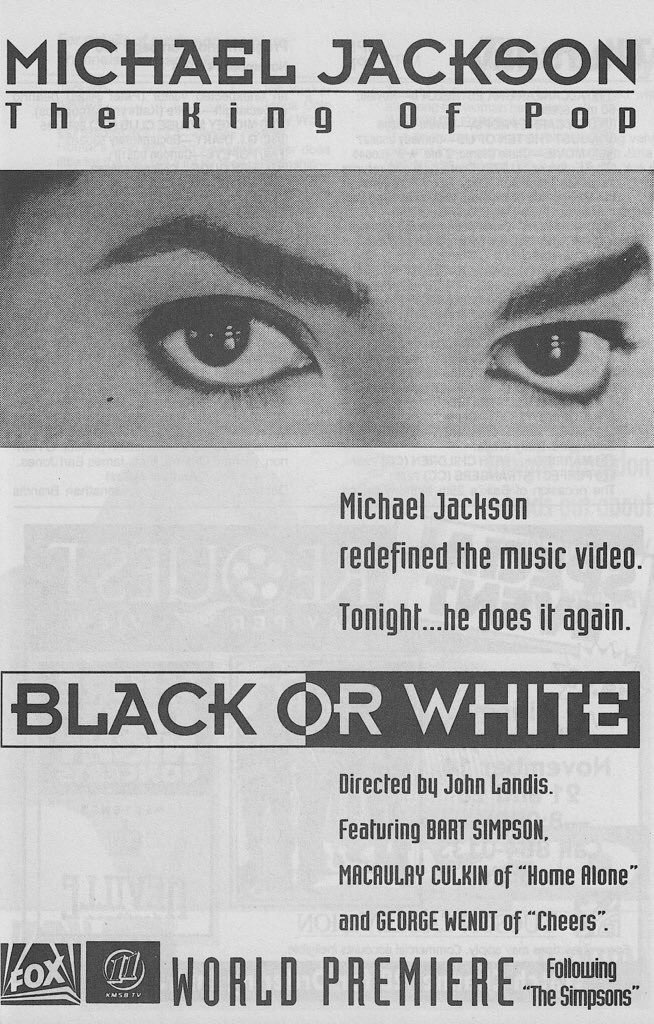 MICHAEL JACKSON
The King Of Pop
Michael Jackson
redefined the music video.
Tonight...he does it again.
BLACK OR WHITE
Directed by John Landis.
Featuring BART SIMPSON,
MACAULAY CULKIN of "Home Alone"
and GEORGE WENDT of "Cheers".
FOX
11
KMSB TV
WORLD PREMIERE
Following
"The Simpsons"